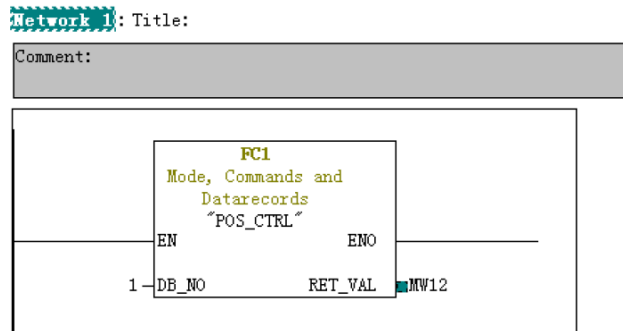 Network 1: Title:
Comment:
FC1
Mode, Commands and
Datarecords
"POS_CTRL"
EN ENO
1 DB_NO RET_VAL MW12